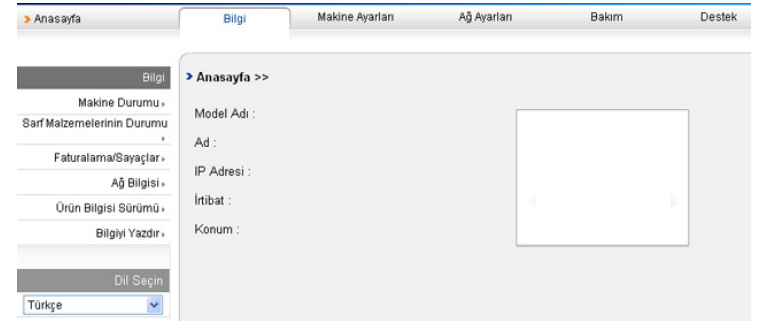 Anasayfa
Bilgi
Makine Ayarları
Ağ Ayarları
Bakım
Destek
Bilgi
Makine Durumu
Sarf Malzemelerinin Durumu
Faturalama/Sayaçlar
Ağ Bilgisi
Ürün Bilgisi Sürümü
Bilgiyi Yazdır
Dil Seçin
Türkçe
Anasayfa >>
Model Adı :
Ad :
IP Adresi :
İrtibat :
Konum :